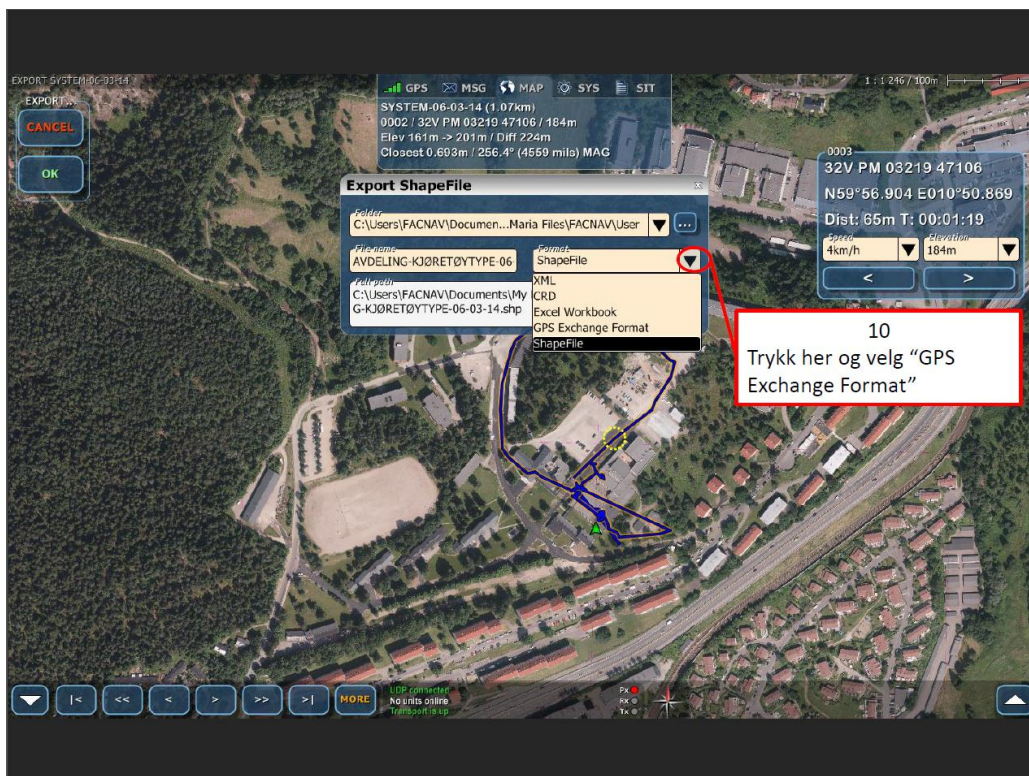 EXPORT SYSTEM-06-03-14
1 : 1 246 / 100m
EXPORT...
CANCEL
OK
GPS MSG MAP SYS SIT
SYSTEM-06-03-14 (1.07km)
0002 / 32V PM 03219 47106 / 184m
Elev 161m -> 201m / Diff 224m
Closest 0.693m / 256.4° (4559 mils) MAG
0003
32V PM 03219 47106
N59°56.904 E010°50.869
Dist: 65m T: 00:01:19
Speed Elevation
4km/h 184m
< >
Export ShapeFile x
Folder
C:\Users\FACNAV\Documen...Maria Files\FACNAV\User ...
File name Format
AVDELING-KJØRETØYTYPE-06- ShapeFile
Full path
C:\Users\FACNAV\Documents\My
G-KJØRETØYTYPE-06-03-14.shp
XML
CRD
Excel Workbook
GPS Exchange Format
ShapeFile
10
Trykk her og velg “GPS
Exchange Format”
|< << < > >> >| MORE
UDP connected
No units online
Transport is up
Px
Rx
Tx